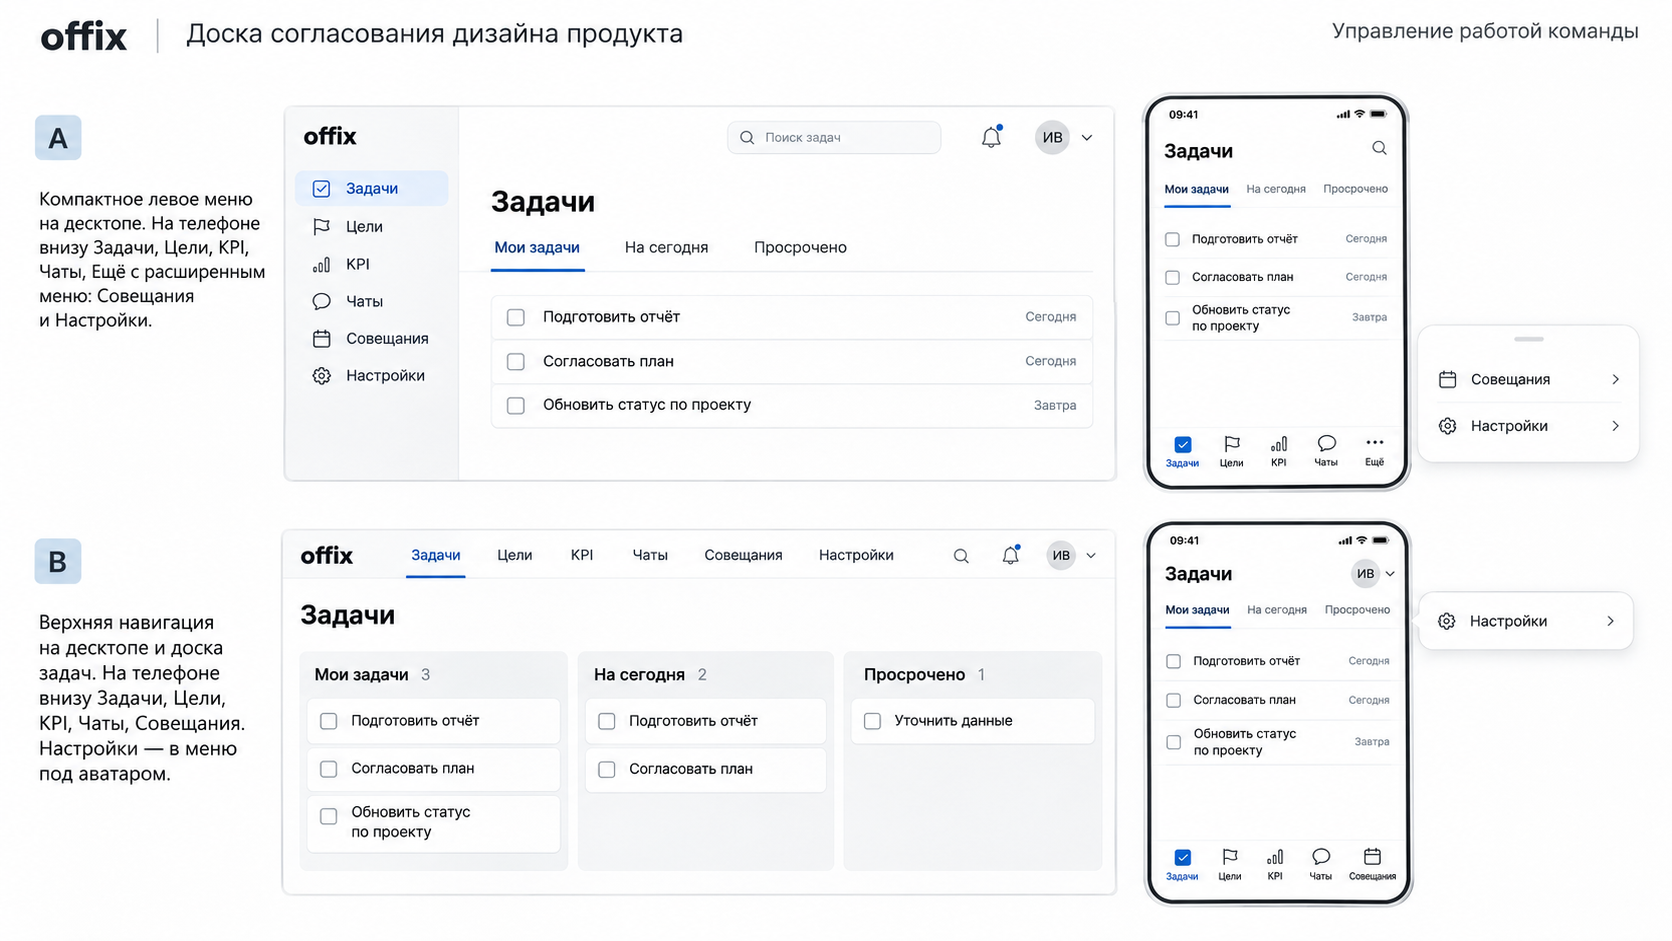 offix
Доска согласования дизайна продукта
Управление работой команды
A
Компактное левое меню
на десктопе. На телефоне
внизу Задачи, Цели, KPI,
Чаты, Ещё с расширенным
меню: Совещания
и Настройки.
offix
Задачи
Цели
KPI
Чаты
Совещания
Настройки
Поиск задач
ИВ
Задачи
Мои задачи
На сегодня
Просрочено
Подготовить отчёт
Сегодня
Согласовать план
Сегодня
Обновить статус по проекту
Завтра
09:41
Задачи
Мои задачи
На сегодня
Просрочено
Подготовить отчёт
Сегодня
Согласовать план
Сегодня
Обновить статус
по проекту
Завтра
Задачи
Цели
KPI
Чаты
Ещё
Совещания
Настройки
B
Верхняя навигация
на десктопе и доска
задач. На телефоне
внизу Задачи, Цели,
KPI, Чаты, Совещания.
Настройки — в меню
под аватаром.
offix
Задачи
Цели
KPI
Чаты
Совещания
Настройки
ИВ
Задачи
Мои задачи 3
Подготовить отчёт
Согласовать план
Обновить статус
по проекту
На сегодня 2
Подготовить отчёт
Согласовать план
Просрочено 1
Уточнить данные
09:41
Задачи
ИВ
Мои задачи
На сегодня
Просрочено
Подготовить отчёт
Сегодня
Согласовать план
Сегодня
Обновить статус
по проекту
Завтра
Задачи
Цели
KPI
Чаты
Совещания
Настройки